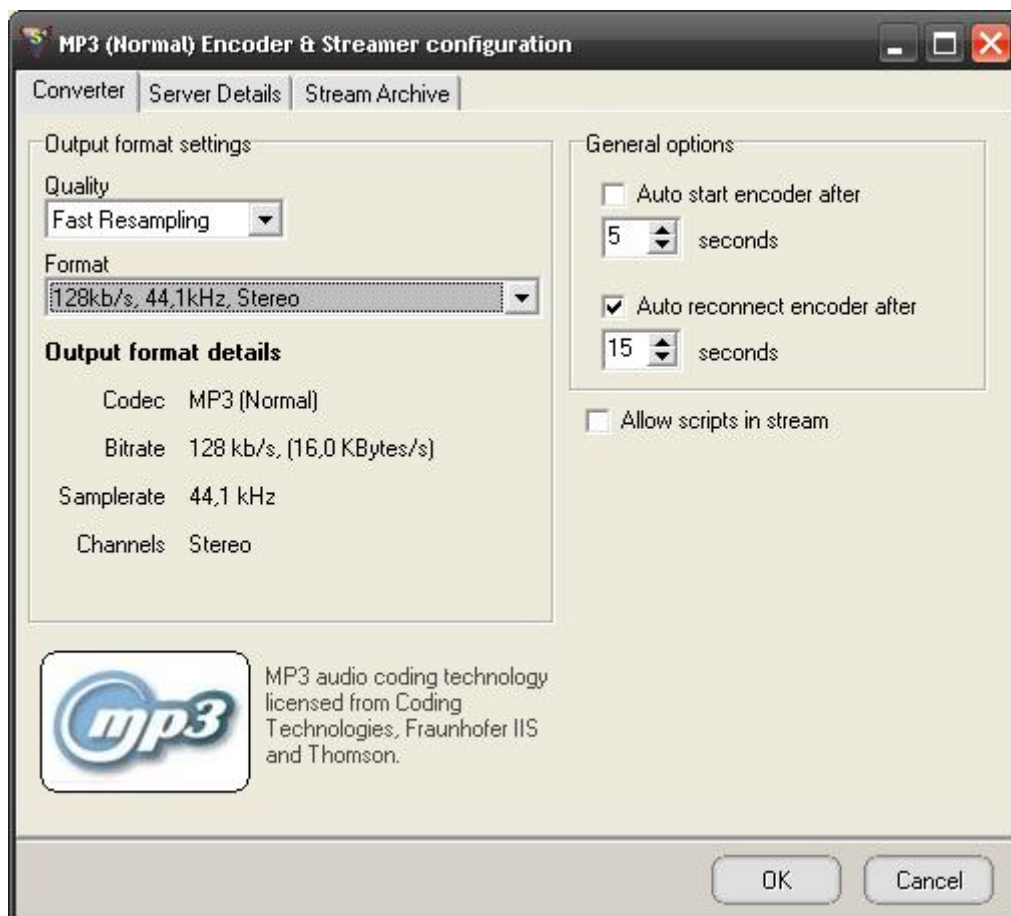 MP3 (Normal) Encoder & Streamer configuration
Converter
Server Details
Stream Archive
Output format settings
Quality
Fast Resampling
Format
128kb/s, 44,1kHz, Stereo
Output format details
Codec MP3 (Normal)
Bitrate 128 kb/s, (16,0 KBytes/s)
Samplerate 44,1 kHz
Channels Stereo
General options
Auto start encoder after
5 seconds
Auto reconnect encoder after
15 seconds
Allow scripts in stream
mp3
MP3 audio coding technology
licensed from Coding
Technologies, Fraunhofer IIS
and Thomson.
OK
Cancel